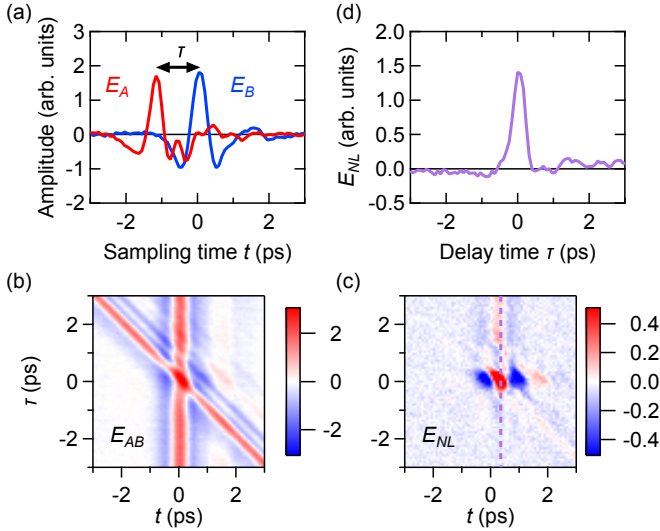 (a)
3
2
1
0
-1
-2
Amplitude (arb. units)
τ
E_A
E_B
-2
0
2
Sampling time t (ps)
(d)
2.0
1.5
1.0
0.5
0.0
-0.5
E_NL (arb. units)
-2
0
2
Delay time τ (ps)
(b)
2
0
-2
τ (ps)
E_AB
-2
0
2
t (ps)
2
0
-2
(c)
2
0
-2
E_NL
-2
0
2
t (ps)
0.4
0.2
0.0
-0.2
-0.4